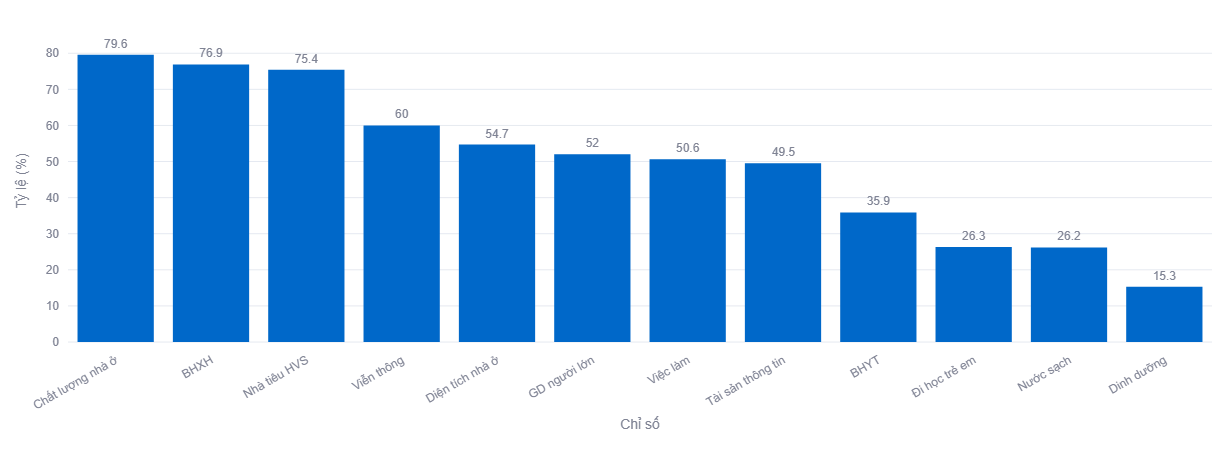 79.6
76.9
75.4
60
54.7
52
50.6
49.5
35.9
26.3
26.2
15.3
80
70
60
50
40
30
20
10
0
Tỷ lệ (%)
Chất lượng nhà ở
BHXH
Nhà tiêu HVS
Viễn thông
Diện tích nhà ở
GD người lớn
Việc làm
Tài sản thông tin
BHYT
Đi học trẻ em
Nước sạch
Dinh dưỡng
Chỉ số